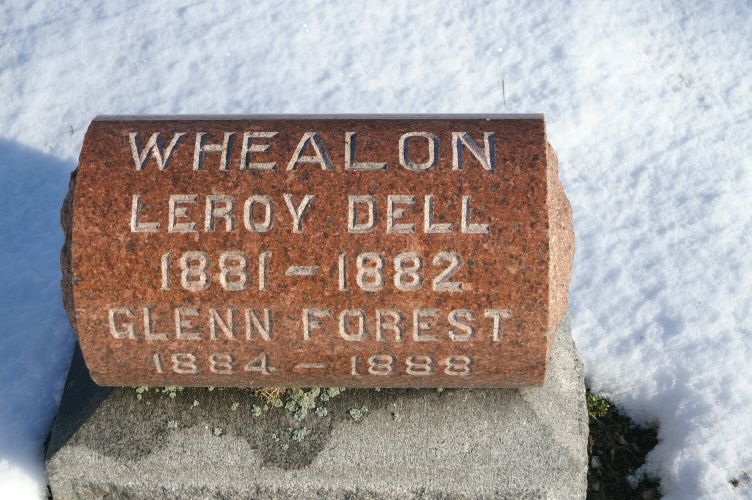 WHEALON
LEROY DELL
1881-1882
GLENN FOREST
1884-1888